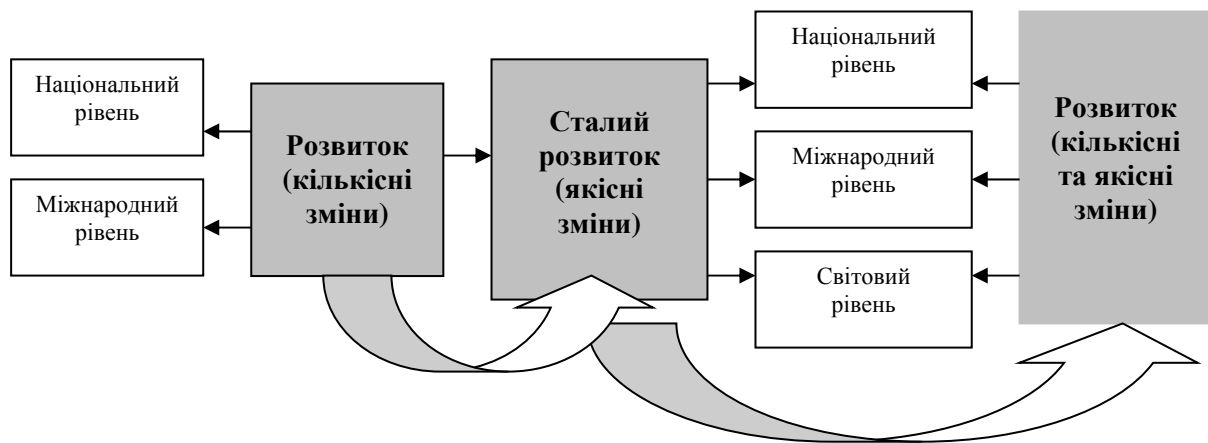 Національний
рівень
Міжнародний
рівень
Розвиток
(кількісні
зміни)
Сталий
розвиток
(якісні
зміни)
Національний
рівень
Міжнародний
рівень
Світовий
рівень
Розвиток
(кількісні
та якісні
зміни)